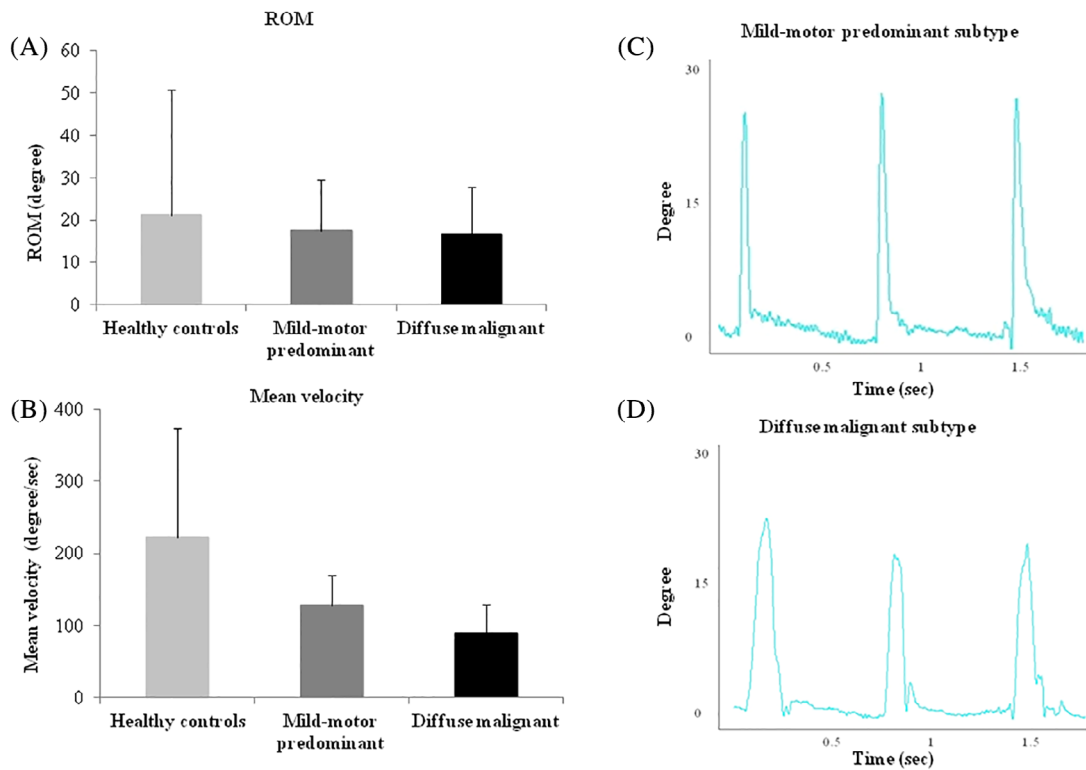 (A)
ROM
ROM (degree)
60
50
40
30
20
10
0
Healthy controls
Mild-motor
predominant
Diffuse malignant
(B)
Mean velocity
Mean velocity (degree/sec)
400
300
200
100
0
Healthy controls
Mild-motor
predominant
Diffuse malignant
(C)
Mild-motor predominant subtype
Degree
30
15
0
0.5
1
1.5
Time (sec)
(D)
Diffuse malignant subtype
Degree
30
15
0
0.5
1
1.5
Time (sec)